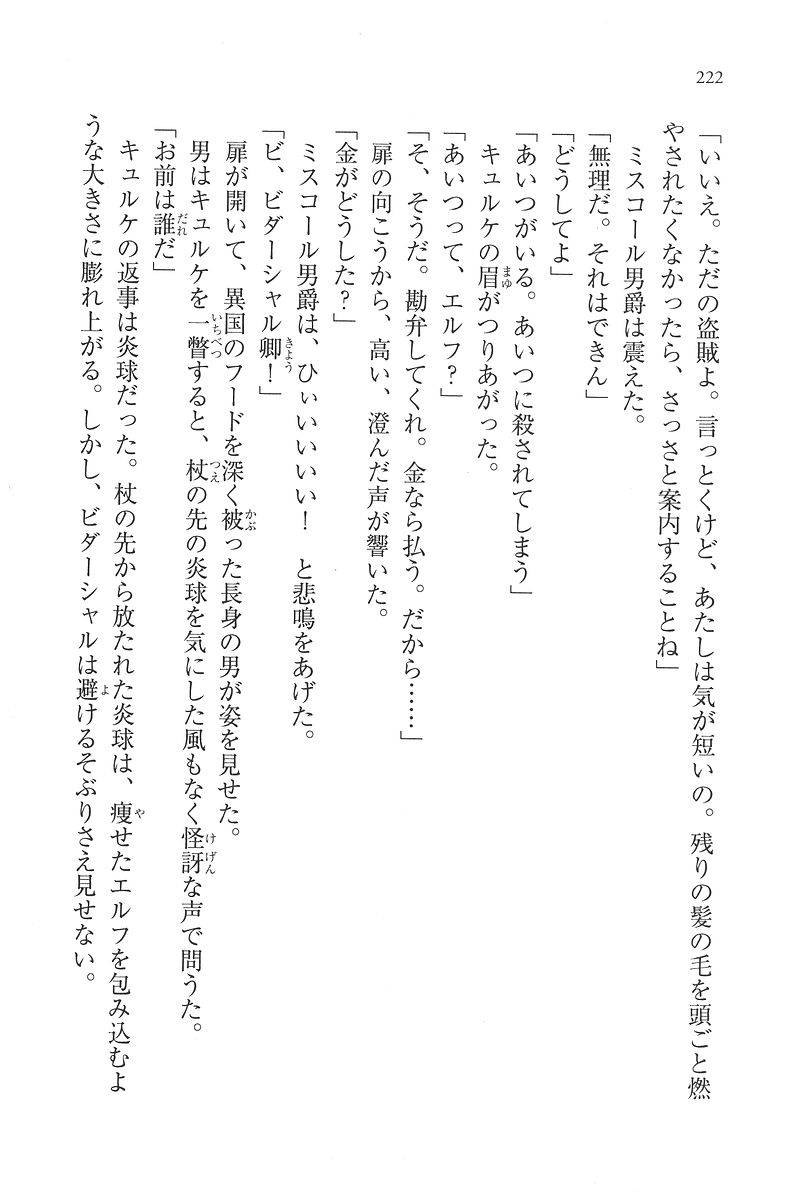 222
「いいえ。ただの盗賊よ。言っとくけど、あたしは気が短いの。残りの髪の毛を頭ごと燃
やされたくなかったら、さっさと案内することね」
ミスコール男爵は震えた。
「無理だ。それはできん」
「どうしてよ」
「あいつがいる。あいつに殺されてしまう」
キュルケの眉がつりあがった。
「あいつって、エルフ?」
「そ、そうだ。勘弁してくれ。金なら払う。だから……」
扉の向こうから、高い、澄んだ声が響いた。
「金がどうした?」
ミスコール男爵は、ひぃぃぃぃぃ! と悲鳴をあげた。
「ビ、ビダーシャル卿!」
扉が開いて、異国のフードを深く被った長身の男が姿を見せた。
男はキュルケを一瞥すると、杖の先の炎球を気にした風もなく怪訝な声で問うた。
「お前は誰だ」
キュルケの返事は炎球だった。杖の先から放たれた炎球は、痩せたエルフを包み込むよ
うな大きさに膨れ上がる。しかし、ビダーシャルは避けるそぶりさえ見せない。